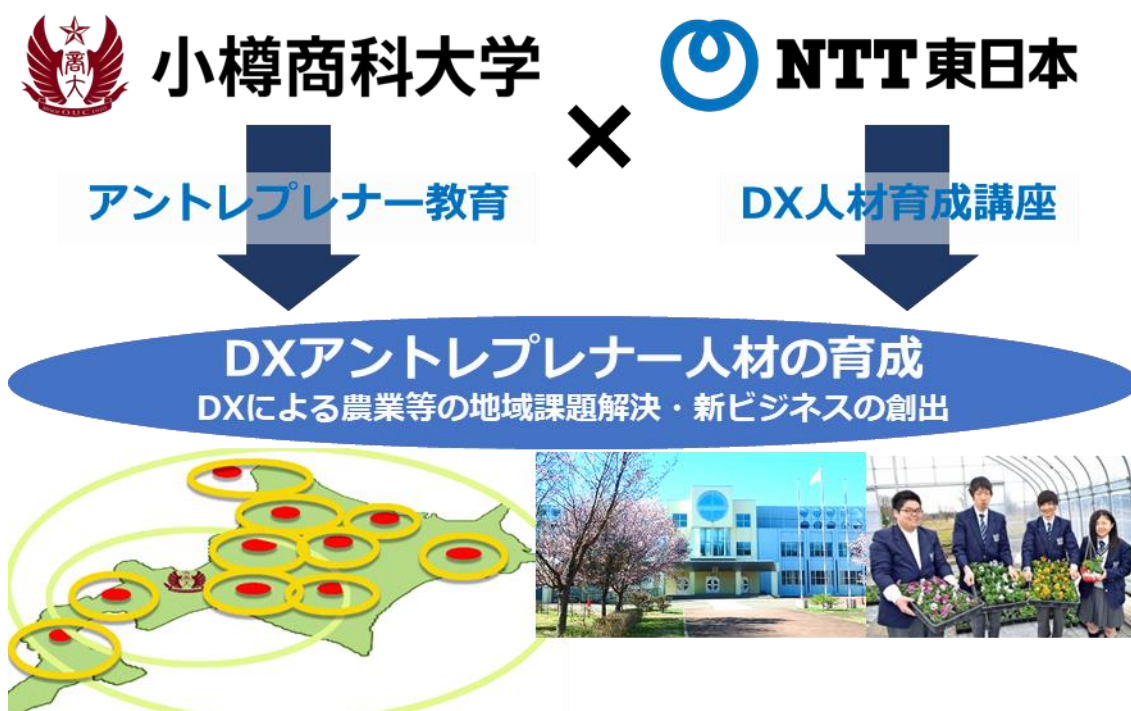 小樽商科大学
NTT東日本
×
アントレプレナー教育
DX人材育成講座
DXアントレプレナー人材の育成
DXによる農業等の地域課題解決・新ビジネスの創出
商大